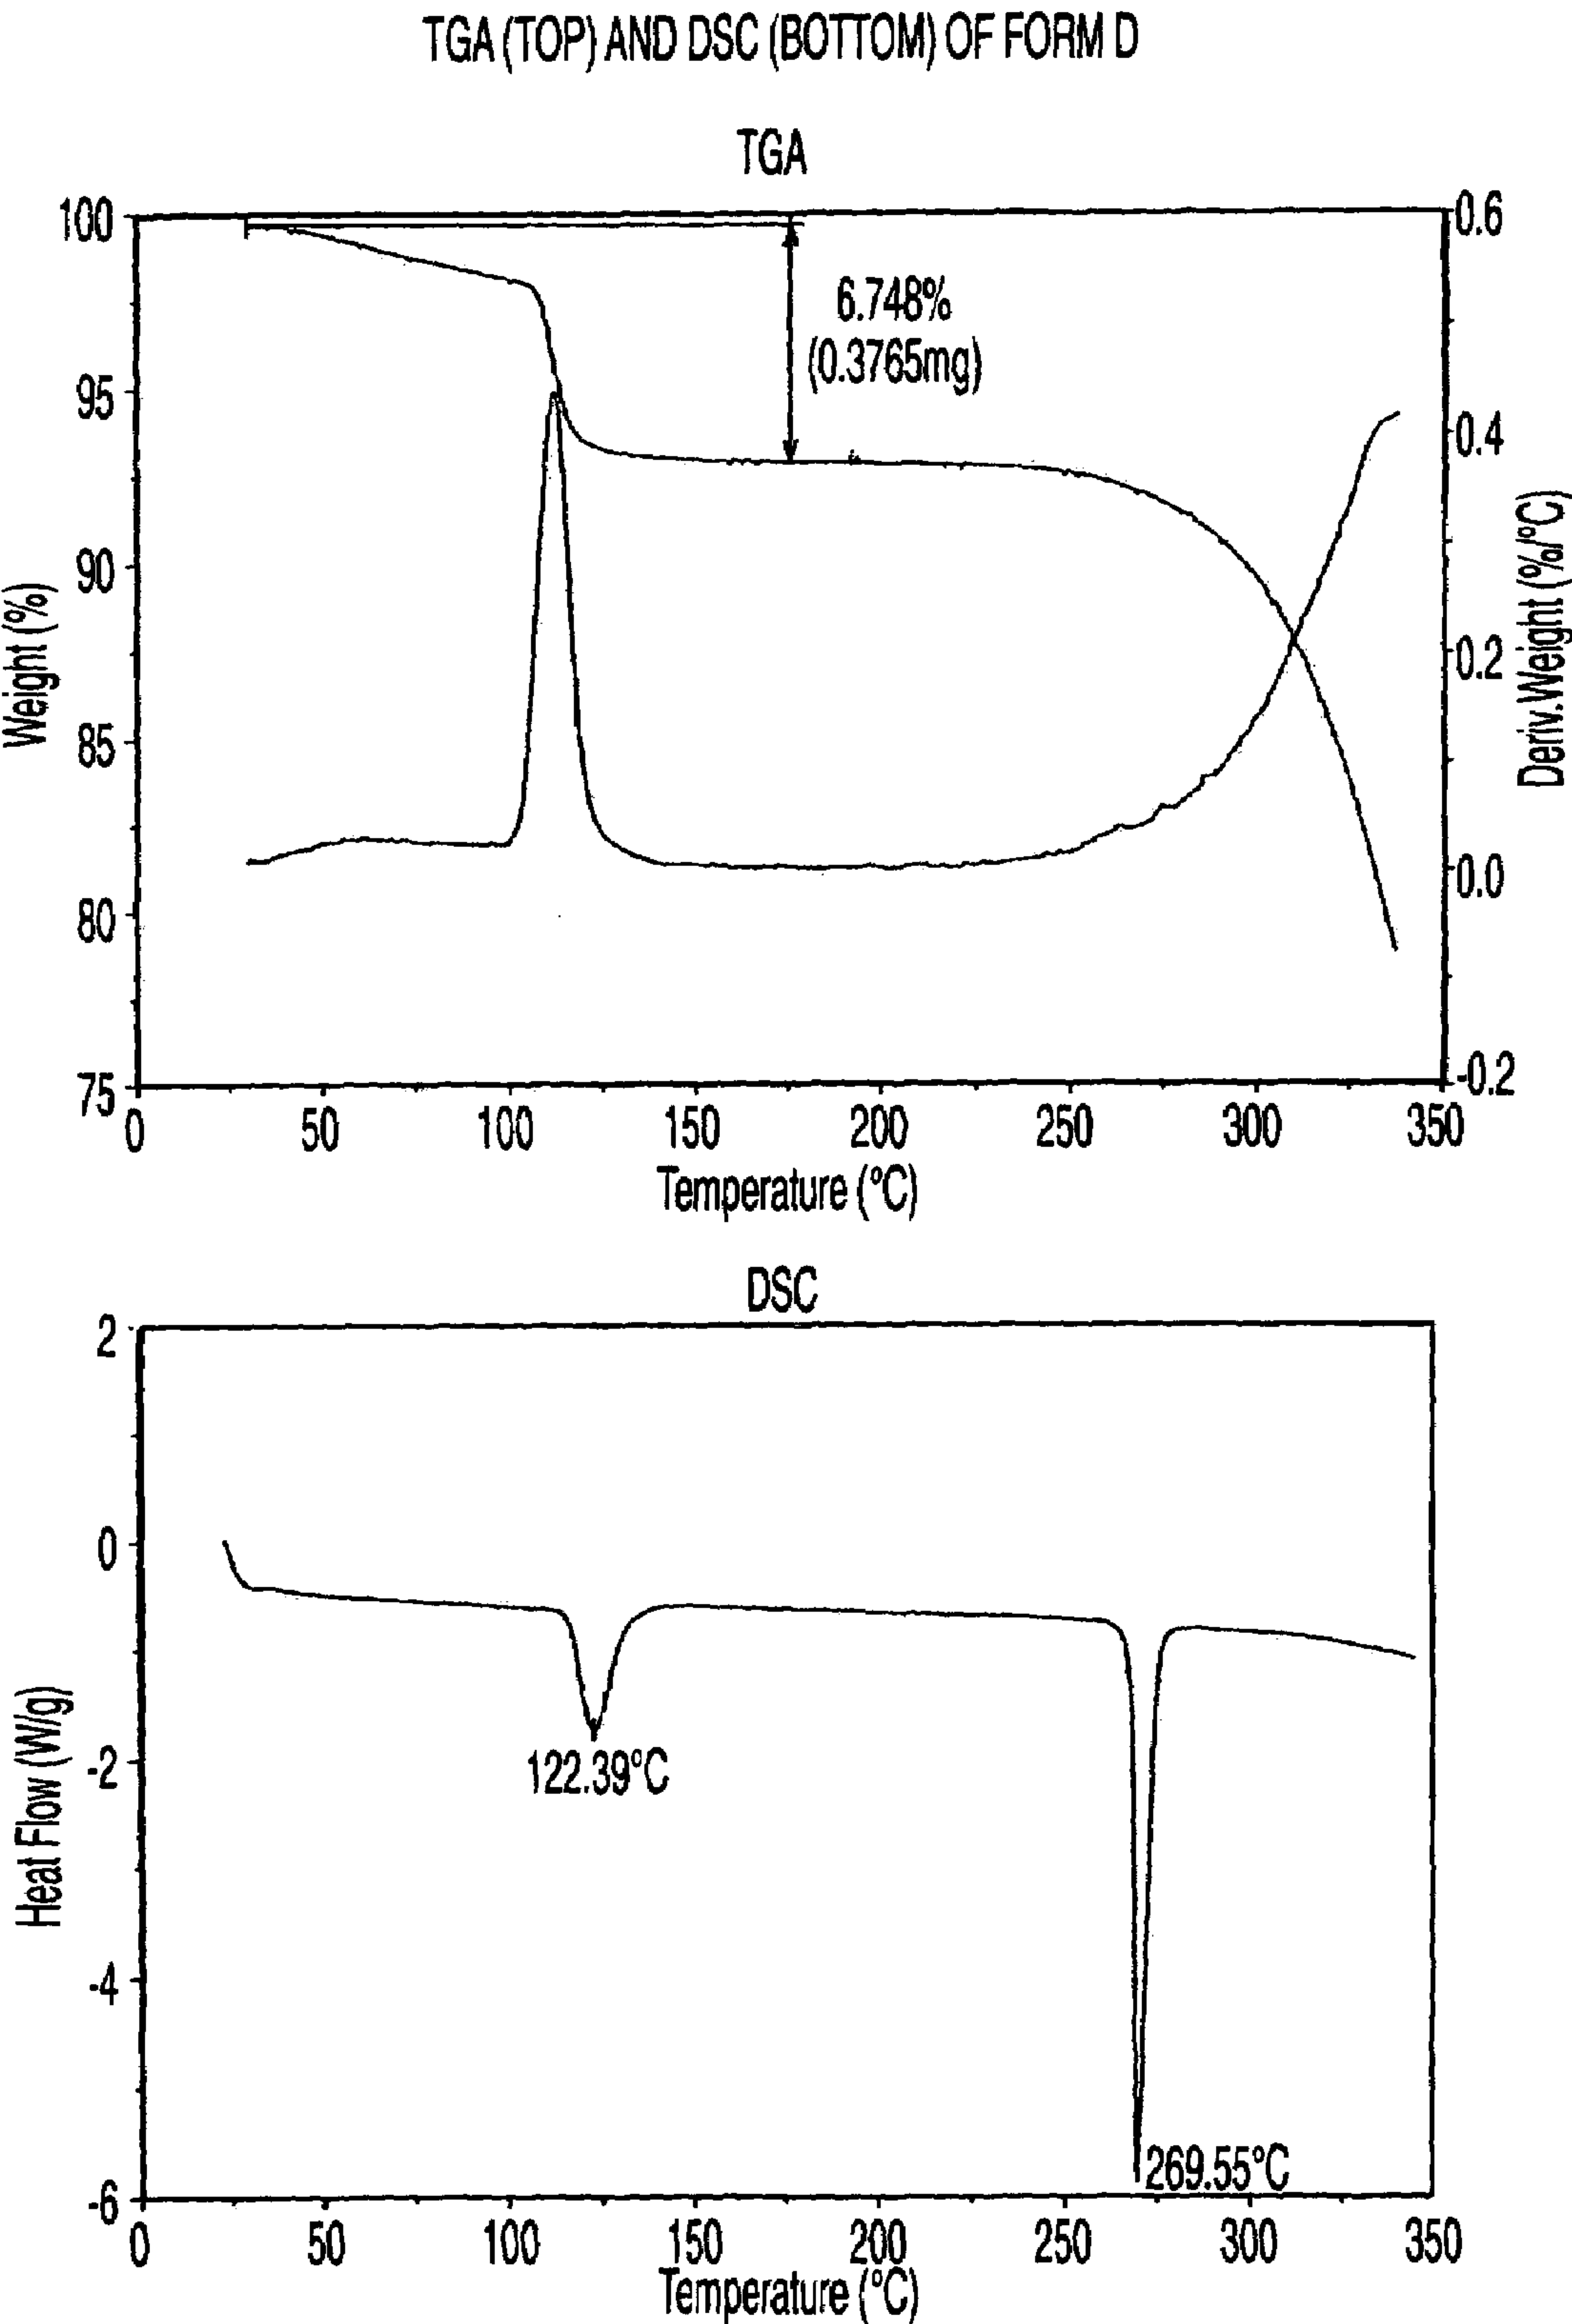 TGA (TOP) AND DSC (BOTTOM) OF FORM D
TGA
100
95
90
85
80
75
Weight (%)
6.748%
(0.3765mg)
0.6
0.4
0.2
0.0
-0.2
Deriv.Weight (%/°C)
0 50 100 150 200 250 300 350
Temperature (°C)
DSC
2
0
-2
-4
-6
Heat Flow (W/g)
122.39°C
269.55°C
0 50 100 150 200 250 300 350
Temperature (°C)